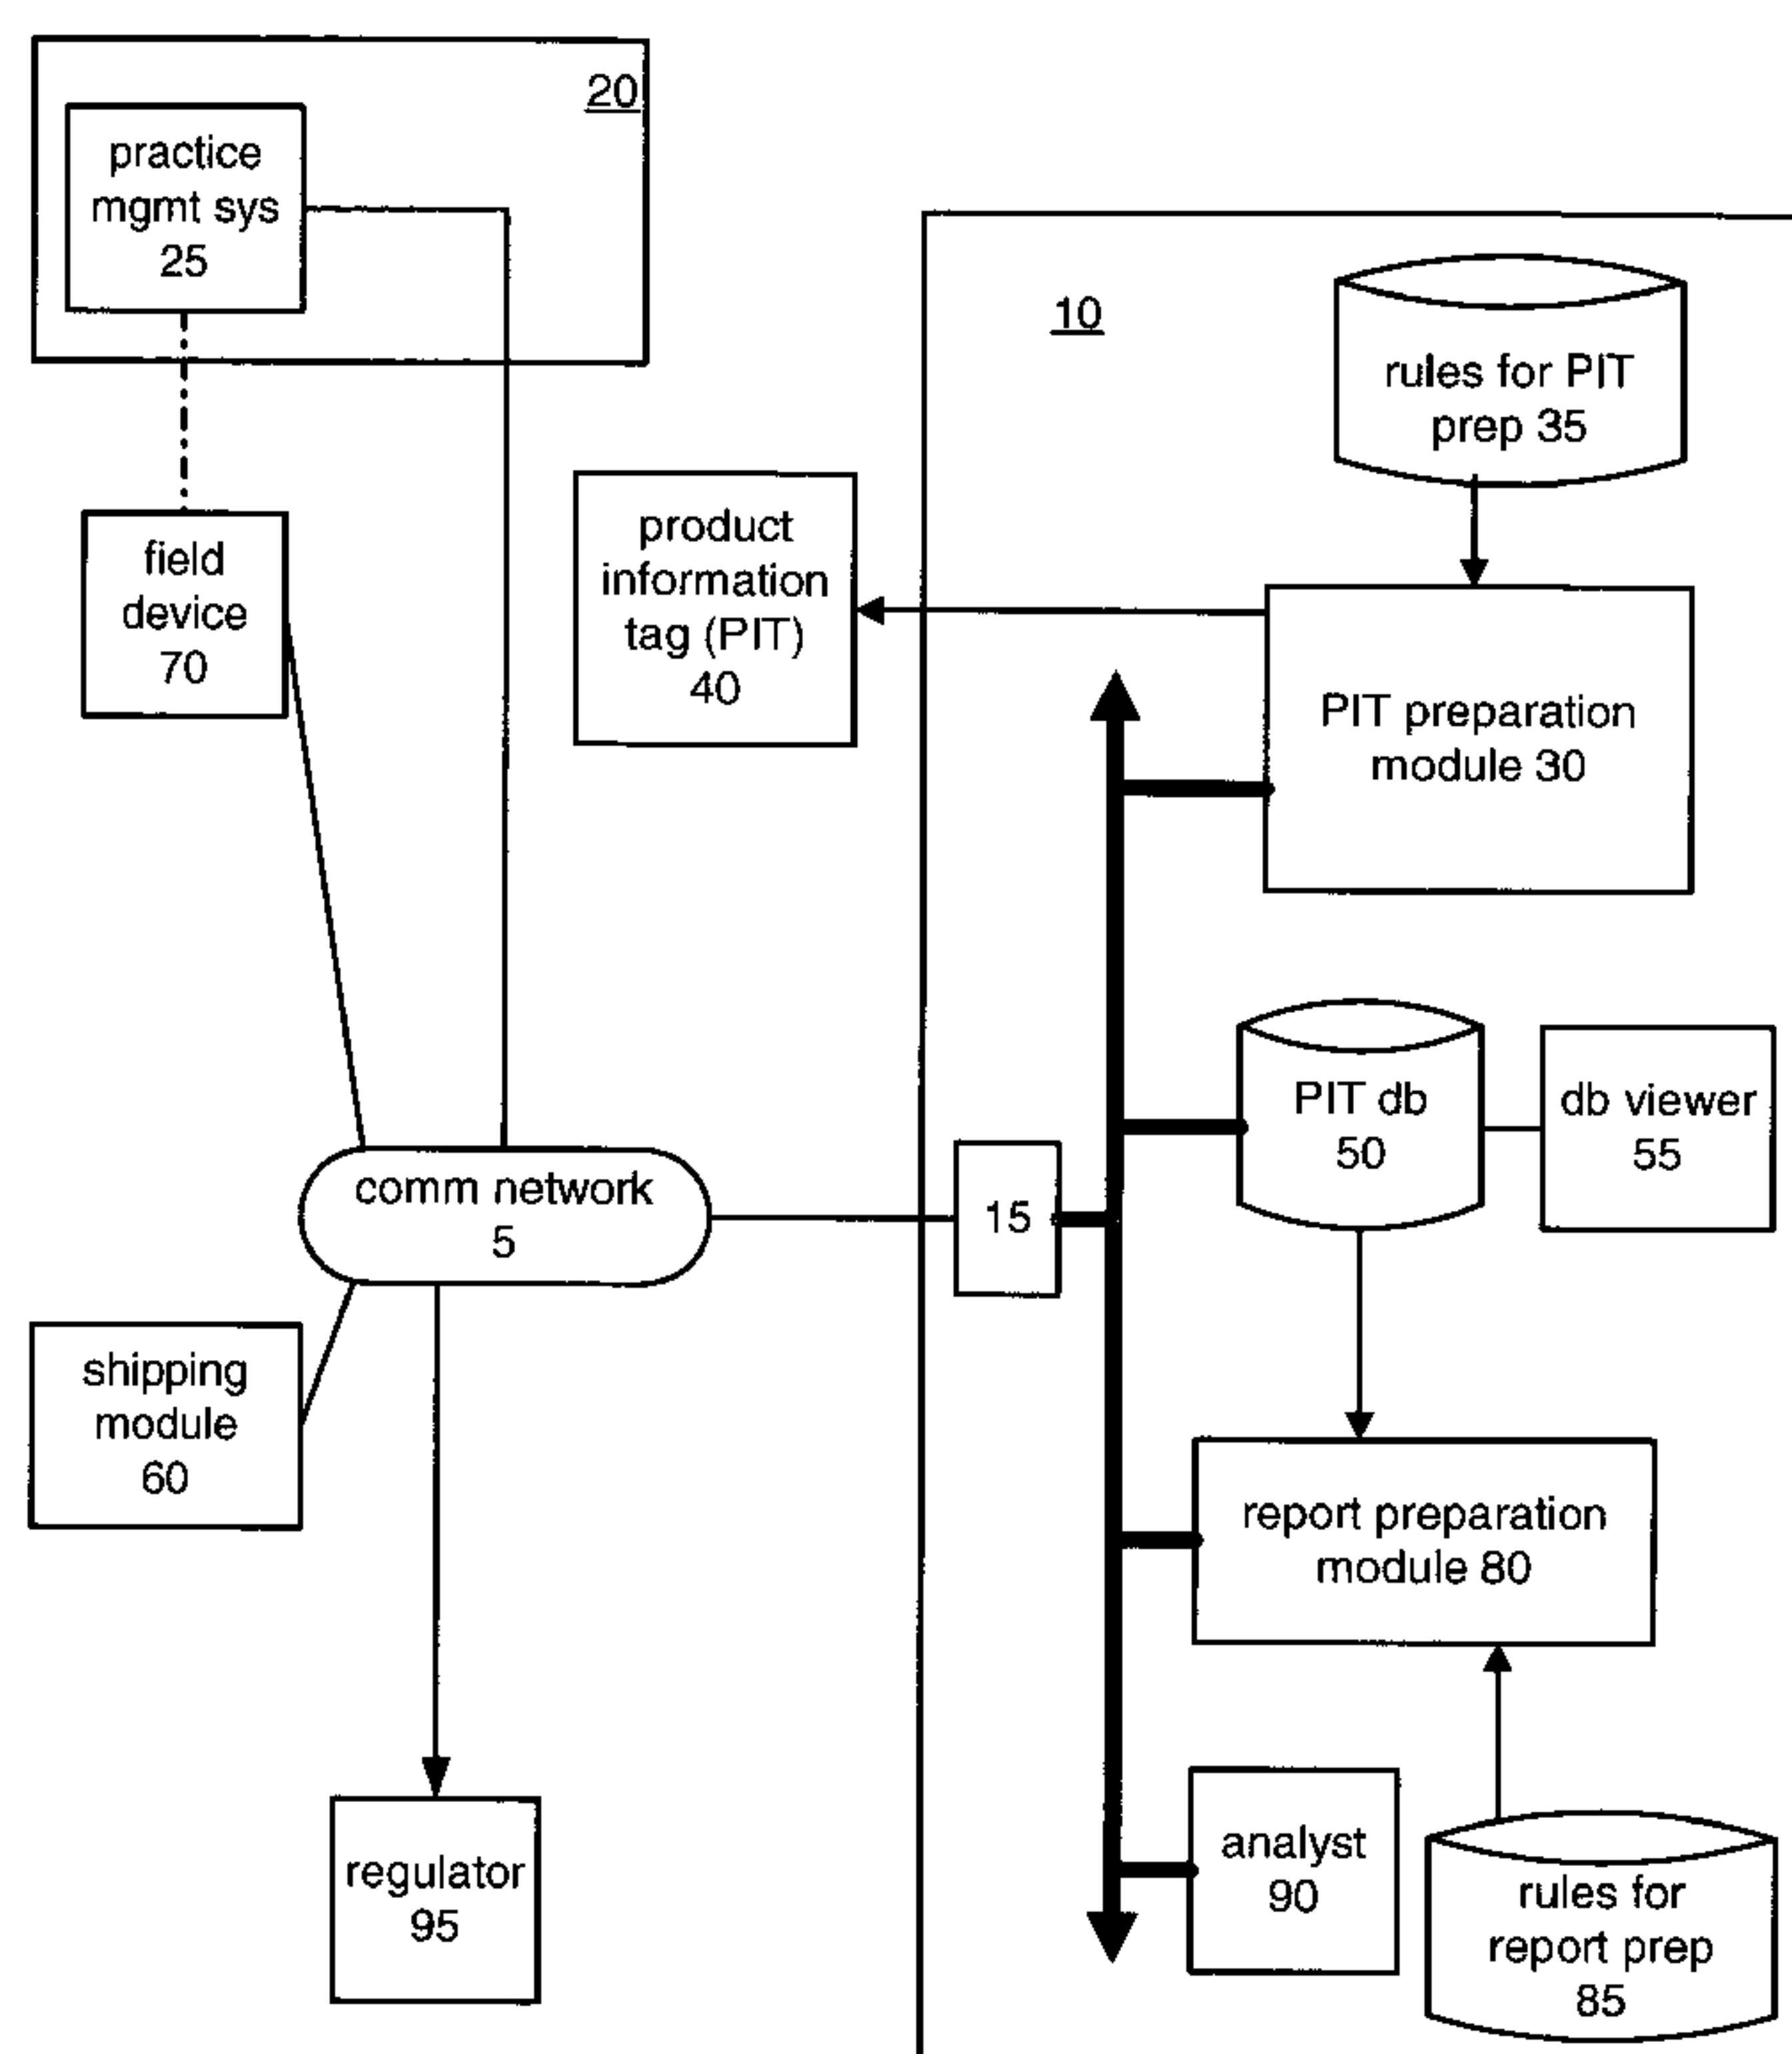 20
practice
mgmt sys
25
10
rules for PIT
prep 35
field
device
70
product
information
tag (PIT)
40
PIT preparation
module 30
PIT db
50
db viewer
55
comm network
5
15
shipping
module
60
report preparation
module 80
regulator
95
analyst
90
rules for
report prep
85